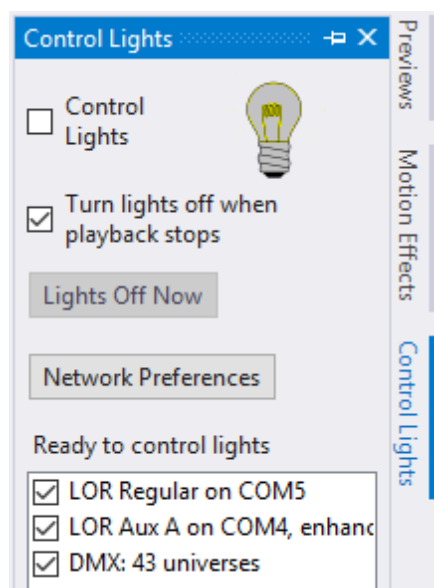 Control Lights
Control
Lights
Turn lights off when
playback stops
Lights Off Now
Network Preferences
Ready to control lights
LOR Regular on COM5
LOR Aux A on COM4, enhanc
DMX: 43 universes
Previews
Motion Effects
Control Lights